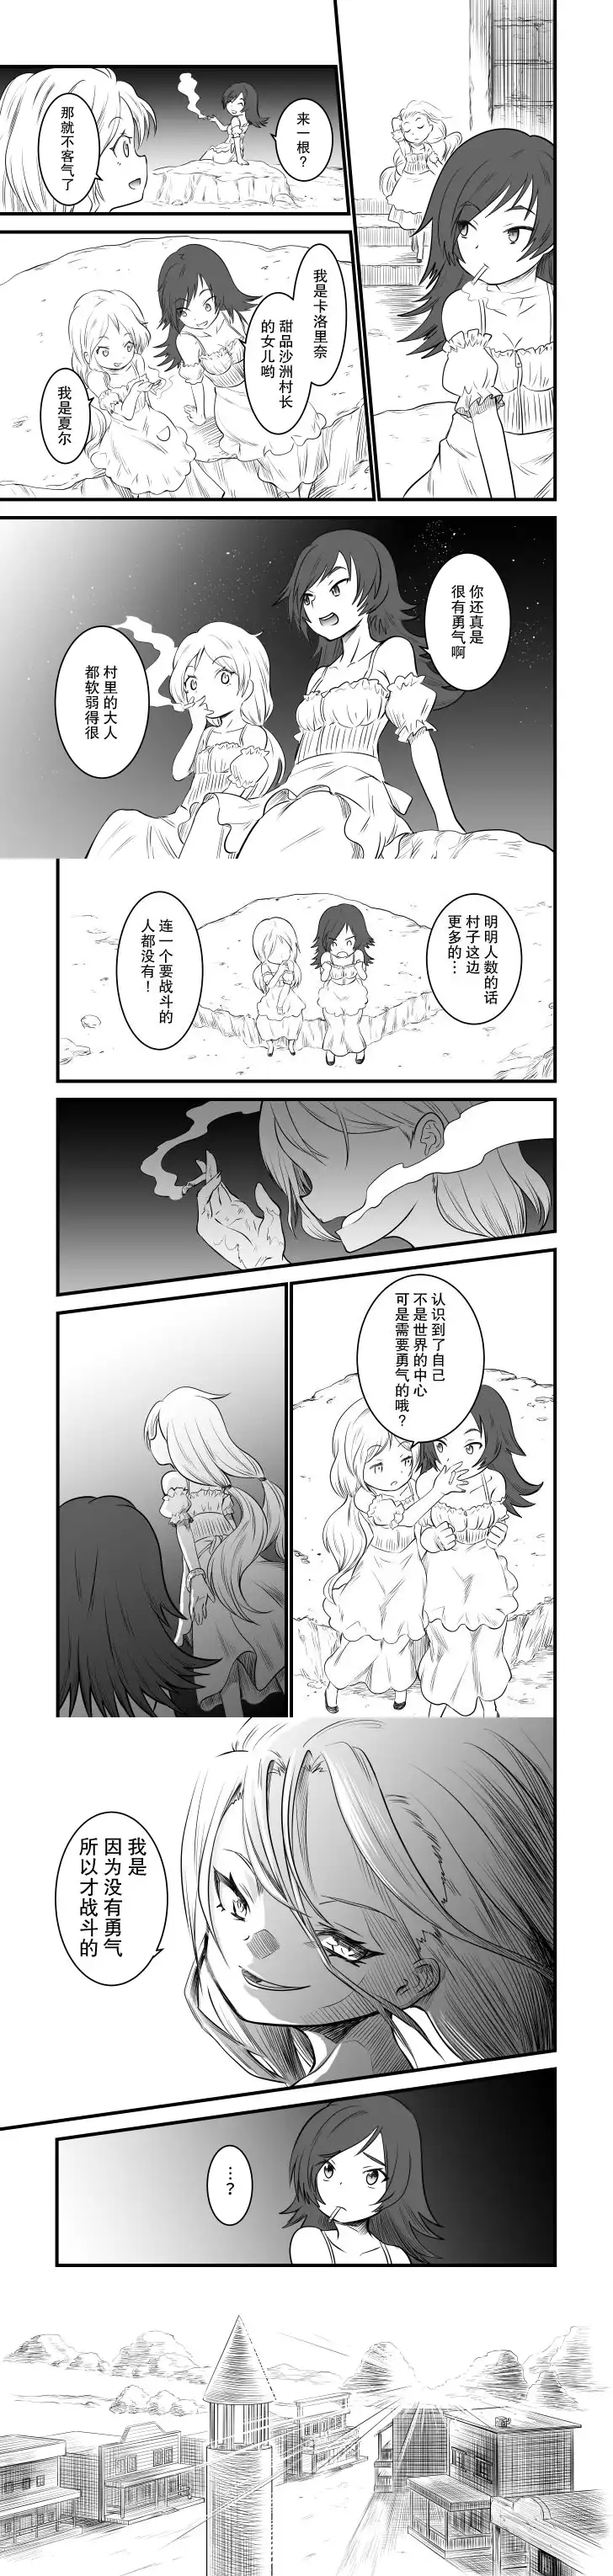 来一根？
那就不客气了
我是卡洛里奈
甜品沙洲村长
的女儿哟
我是夏尔
你还真是
很有勇气啊
村里的大人
都软弱得很
明明人数的话
村子这边
更多的…
连一个要战斗的
人都没有！
认识到了自己
不是世界的中心
可是需要勇气的哦？
我是
因为没有勇气
所以才战斗的
…？